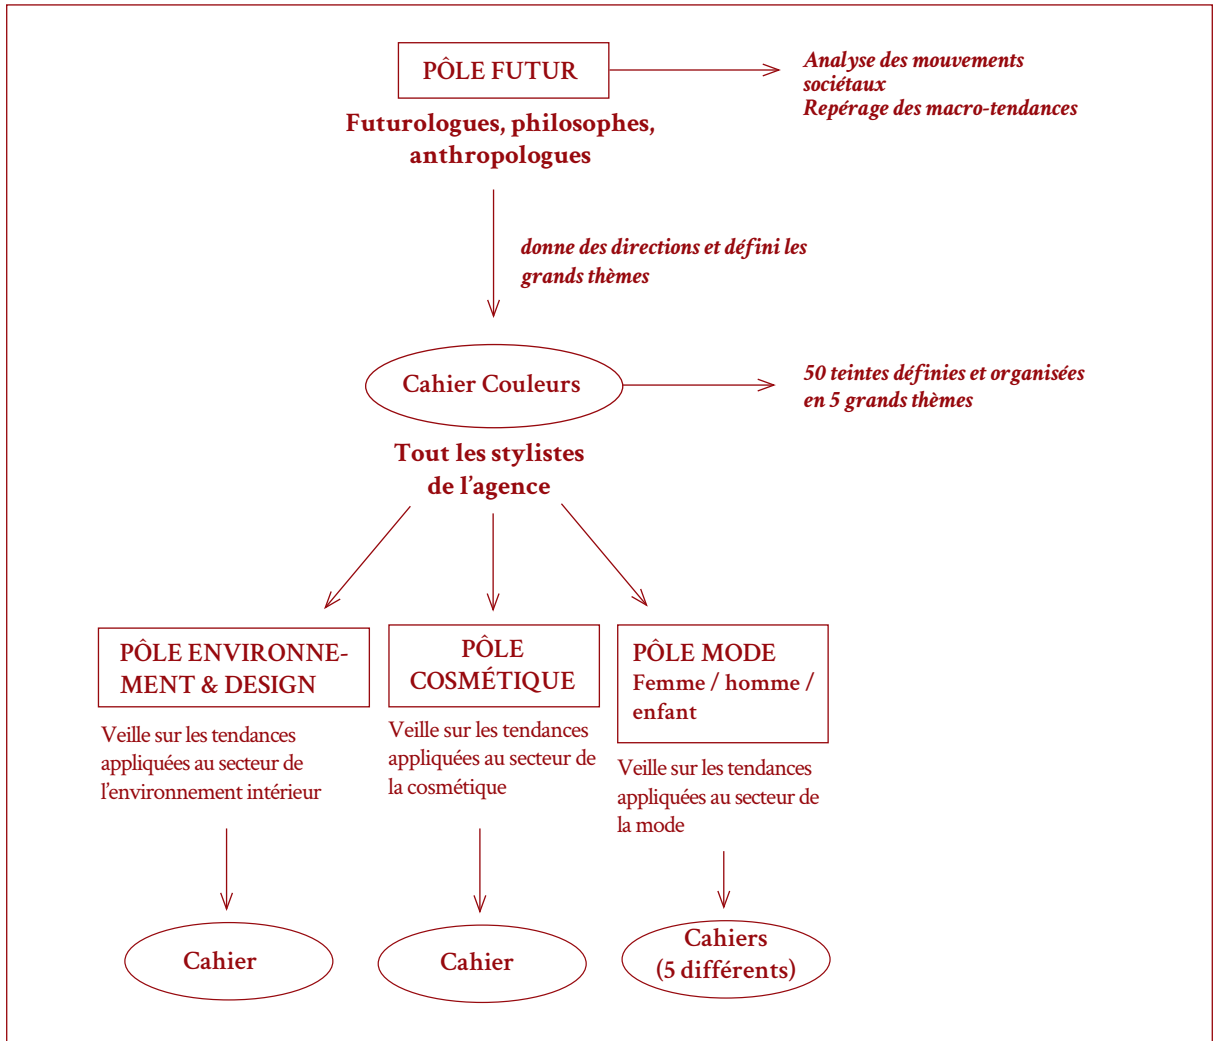 PÔLE FUTUR
Analyse des mouvements
sociétaux
Repérage des macro-tendances
Futurologues, philosophes,
anthropologues
donne des directions et défini les
grands thèmes
Cahier Couleurs
50 teintes définies et organisées
en 5 grands thèmes
Tout les stylistes
de l’agence
PÔLE ENVIRONNE-
MENT & DESIGN
Veille sur les tendances
appliquées au secteur de
l’environnement intérieur
Cahier
PÔLE
COSMÉTIQUE
Veille sur les tendances
appliquées au secteur de
la cosmétique
Cahier
PÔLE MODE
Femme / homme /
enfant
Veille sur les tendances
appliquées au secteur de
la mode
Cahiers
(5 différents)